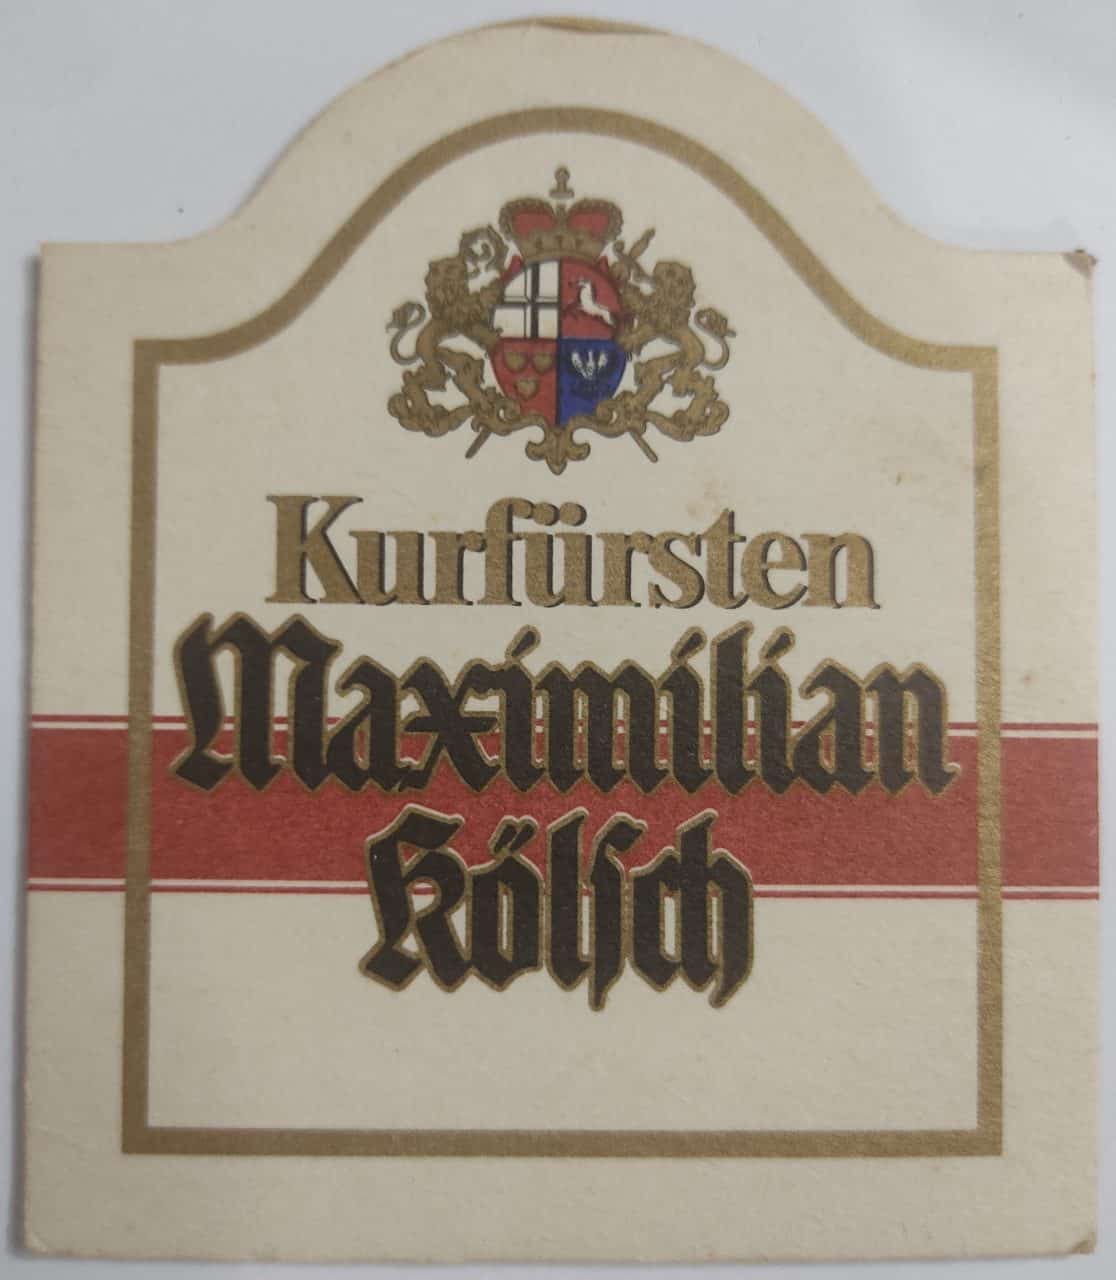 Kurfürsten
Maximilian
Kölsch